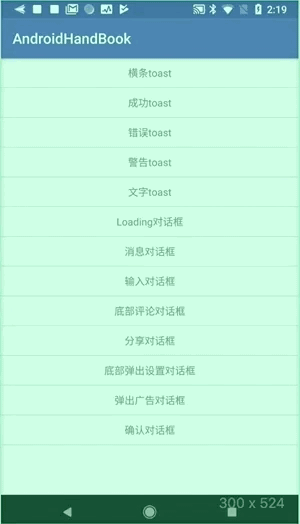 2:19
AndroidHandBook
横条toast
成功toast
错误toast
警告toast
文字toast
Loading对话框
消息对话框
输入对话框
底部评论对话框
分享对话框
底部弹出设置对话框
弹出广告对话框
确认对话框
300 x 524